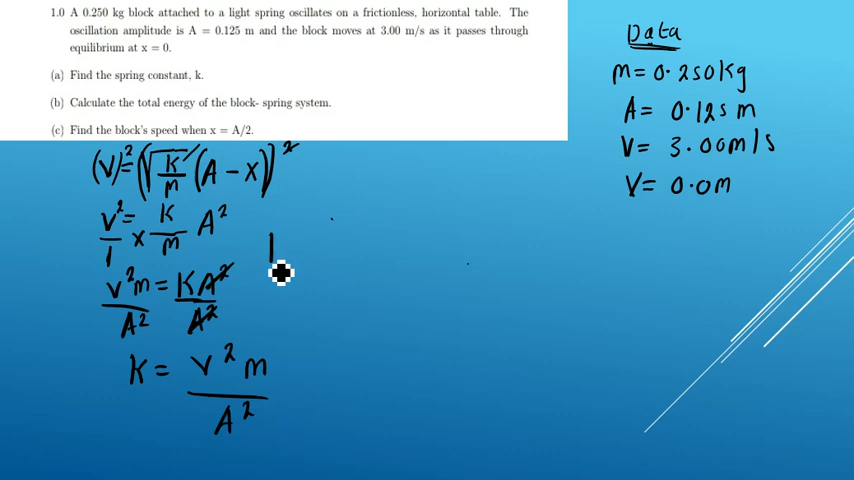 1.0 A 0.250 kg block attached to a light spring oscillates on a frictionless, horizontal table. The
oscillation amplitude is A = 0.125 m and the block moves at 3.00 m/s as it passes through
equilibrium at x = 0.
(a) Find the spring constant, k.
(b) Calculate the total energy of the block- spring system.
(c) Find the block's speed when x = A/2.
Data
m = 0.250kg
A = 0.125 m
V = 3.00m/s
V = 0.0m
(V)² = (√K/m (A - X))²
V²/1 = × K/m A²
V²m/A² = KA²/A²
K = V²m/A²